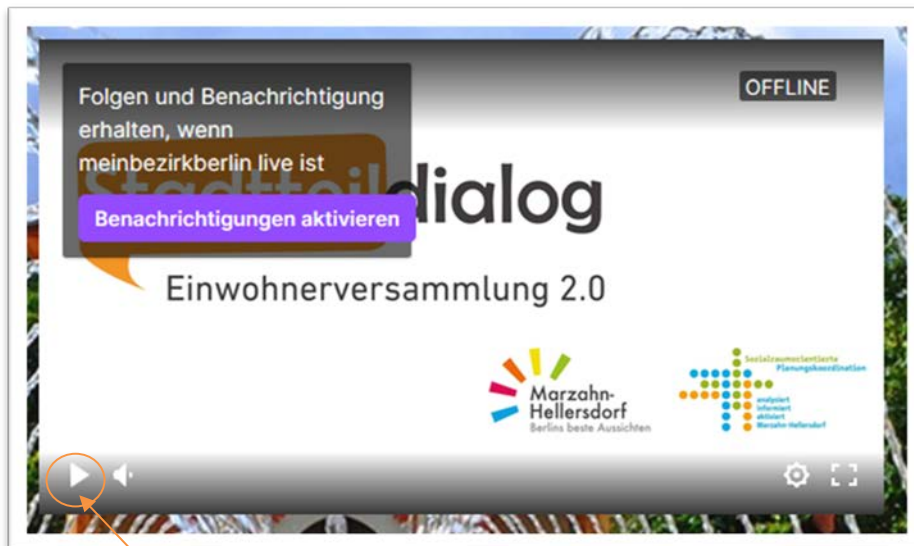 Folgen und Benachrichtigung
erhalten, wenn
meinbezirkberlin live ist
Benachrichtigungen aktivieren
OFFLINE
Stadtteildialog
Einwohnerversammlung 2.0
Marzahn-
Hellersdorf
Berlins beste Aussichten
Sozialraumorientierte
Planungskoordination
analysiert
informiert
aktiviert
Marzahn-Hellersdorf